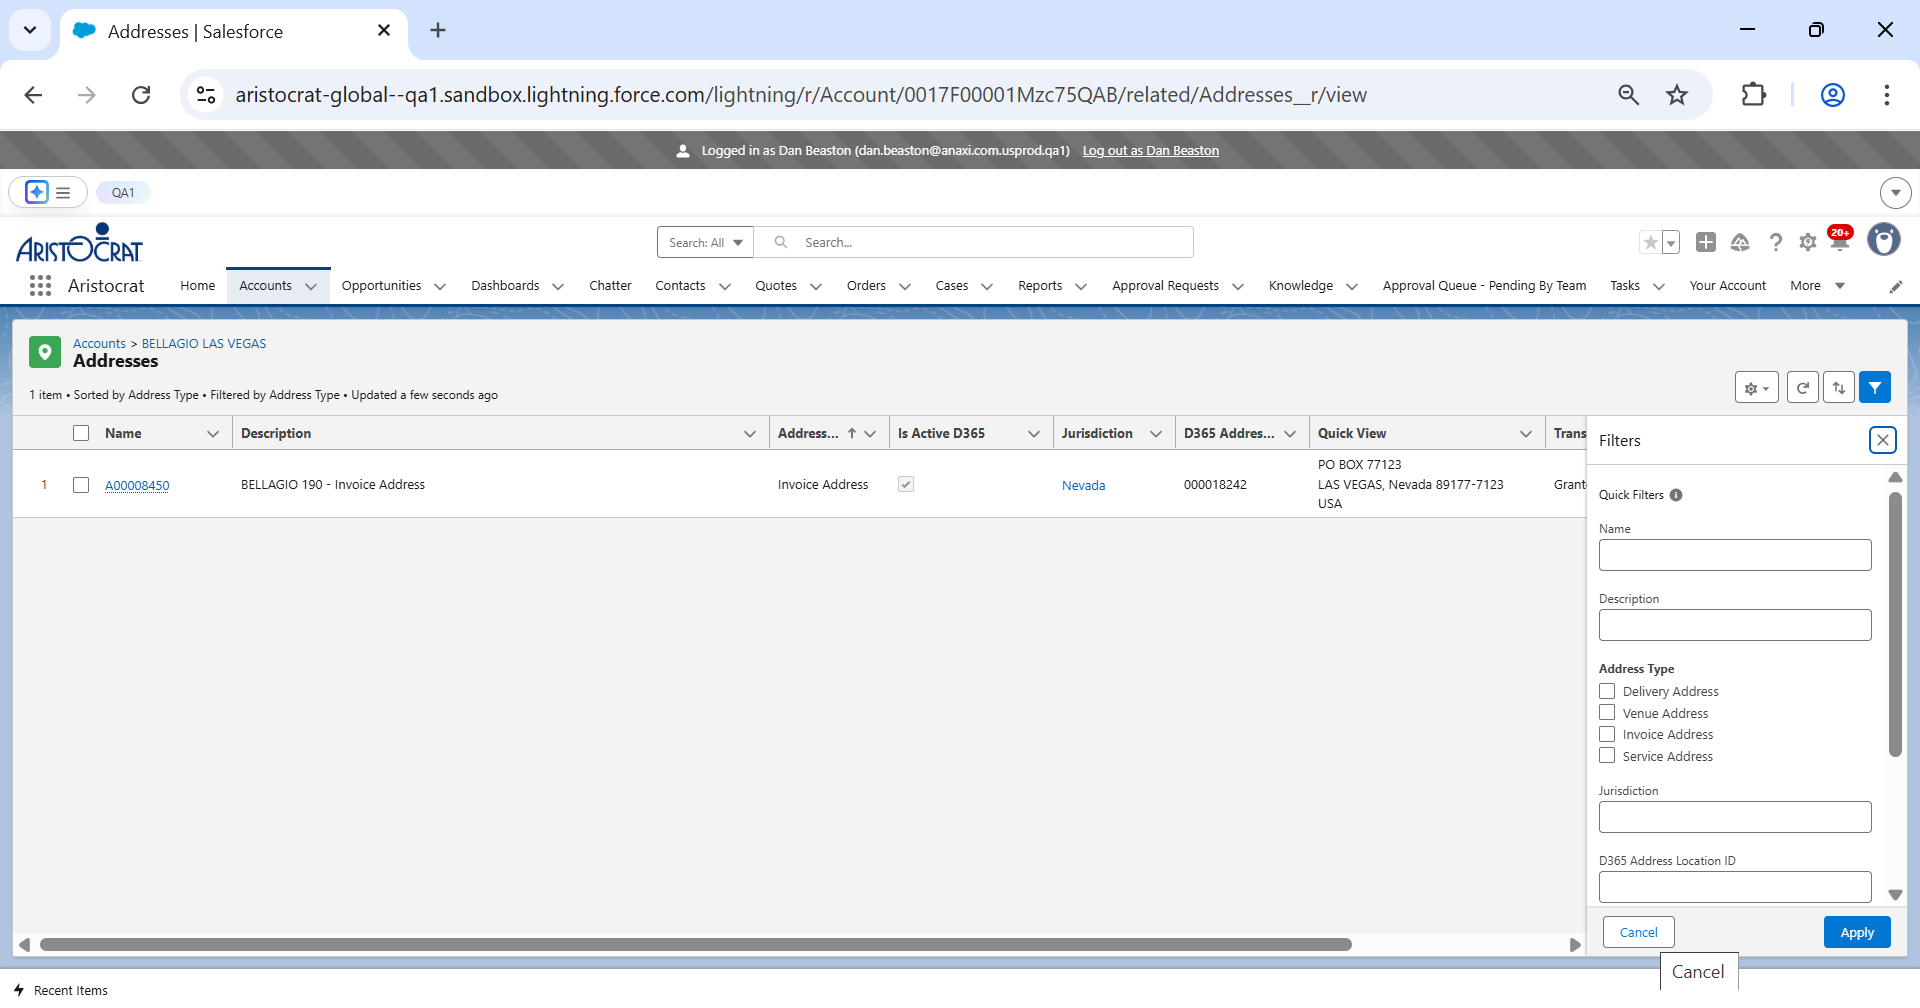 Addresses | Salesforce
aristocrat-global--qa1.sandbox.lightning.force.com/lightning/r/Account/0017F00001Mzc75QAB/related/Addresses__r/view
Logged in as Dan Beaston (dan.beaston@anaxi.com.usprod.qa1) Log out as Dan Beaston
QA1
ARISTOCRAT
Search: All Search...
20+
Aristocrat Home Accounts Opportunities Dashboards Chatter Contacts Quotes Orders Cases Reports Approval Requests Knowledge Approval Queue - Pending By Team Tasks Your Account More
Accounts > BELLAGIO LAS VEGAS
Addresses
1 item • Sorted by Address Type • Filtered by Address Type • Updated a few seconds ago
Name Description Address... Is Active D365 Jurisdiction D365 Addres... Quick View Trans
1 A00008450 BELLAGIO 190 - Invoice Address Invoice Address Nevada 000018242 PO BOX 77123
LAS VEGAS, Nevada 89177-7123
USA
Grant
Filters
Quick Filters
Name
Description
Address Type
Delivery Address
Venue Address
Invoice Address
Service Address
Jurisdiction
D365 Address Location ID
Cancel Apply
Cancel
Recent Items